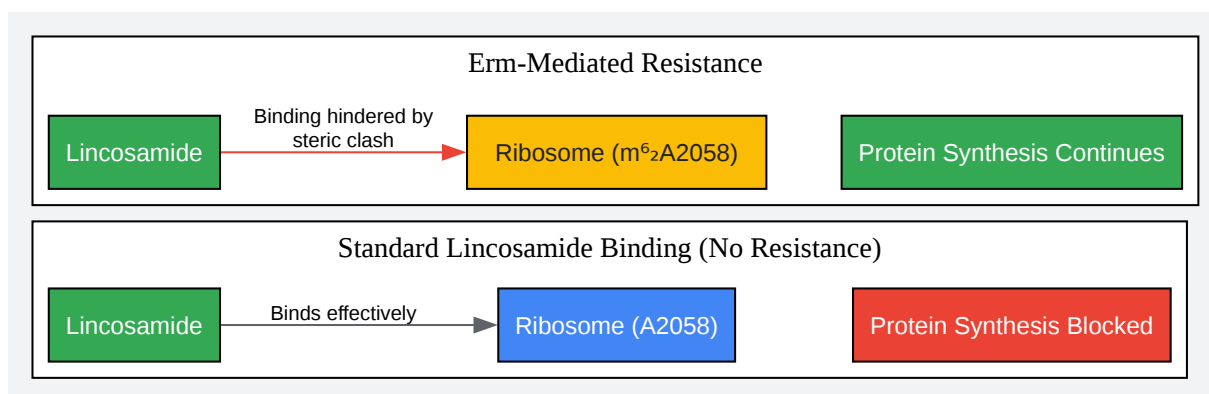 Erm-Mediated Resistance
Lincosamide
Binding hindered by
steric clash
Ribosome (m⁶₂A2058)
Protein Synthesis Continues
Standard Lincosamide Binding (No Resistance)
Lincosamide
Binds effectively
Ribosome (A2058)
Protein Synthesis Blocked